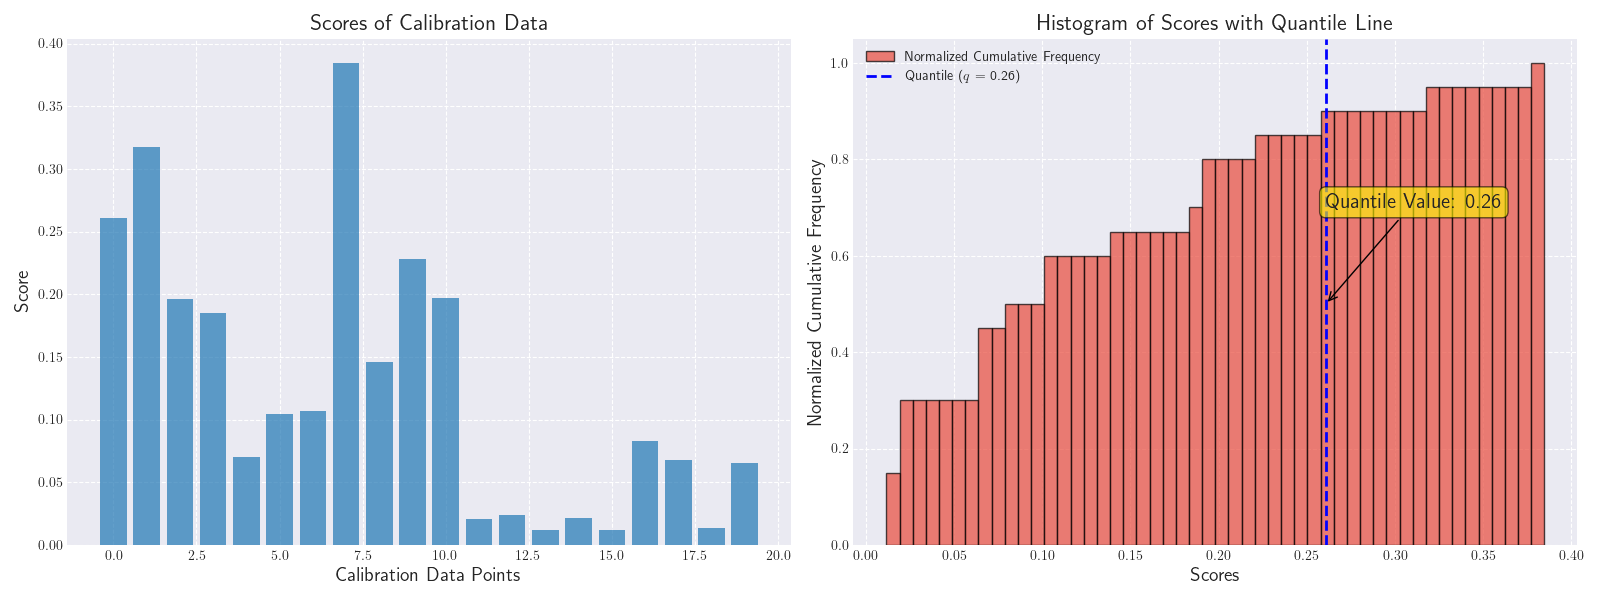 Scores of Calibration Data
0.40
0.35
0.30
0.25
0.20
0.15
0.10
0.05
0.00
Score
0.0 2.5 5.0 7.5 10.0 12.5 15.0 17.5 20.0
Calibration Data Points
Histogram of Scores with Quantile Line
Normalized Cumulative Frequency
Quantile (q = 0.26)
1.0
0.8
0.6
0.4
0.2
0.0
Normalized Cumulative Frequency
Quantile Value: 0.26
0.00 0.05 0.10 0.15 0.20 0.25 0.30 0.35 0.40
Scores